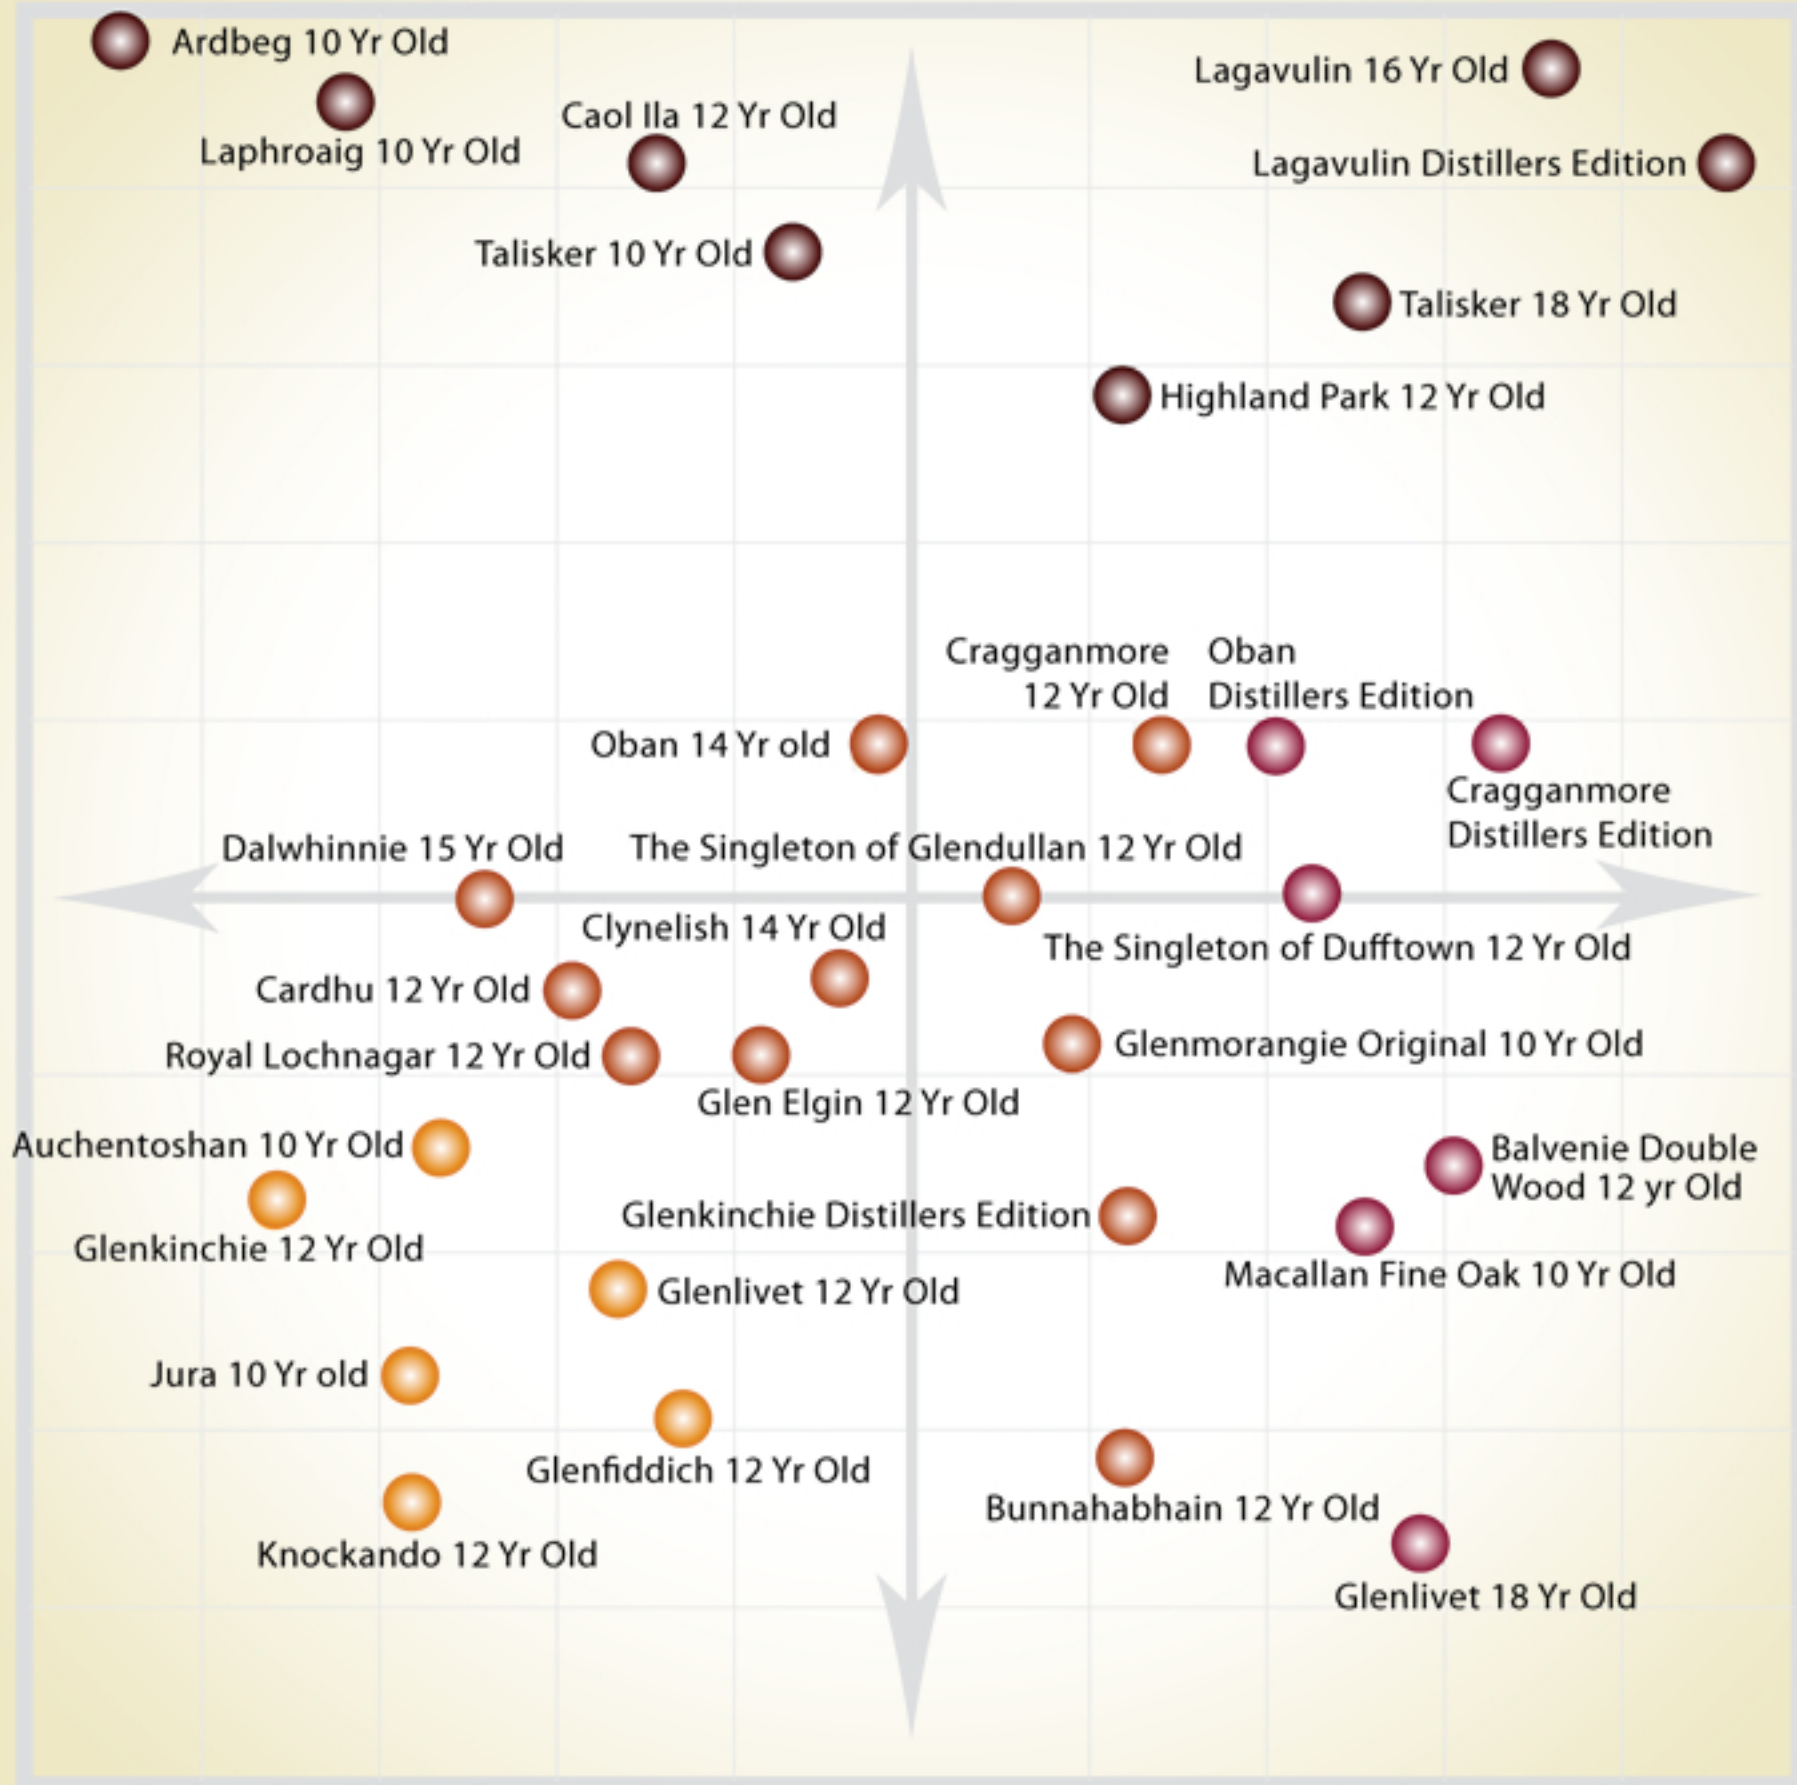 Ardbeg 10 Yr Old
Lagavulin 16 Yr Old
Laphroaig 10 Yr Old
Caol Ila 12 Yr Old
Lagavulin Distillers Edition
Talisker 10 Yr Old
Talisker 18 Yr Old
Highland Park 12 Yr Old
Cragganmore
12 Yr Old
Oban
Distillers Edition
Oban 14 Yr old
Cragganmore
Distillers Edition
Dalwhinnie 15 Yr Old
The Singleton of Glendullan 12 Yr Old
Clynelish 14 Yr Old
The Singleton of Dufftown 12 Yr Old
Cardhu 12 Yr Old
Royal Lochnagar 12 Yr Old
Glenmorangie Original 10 Yr Old
Glen Elgin 12 Yr Old
Auchentoshan 10 Yr Old
Balvenie Double
Wood 12 yr Old
Glenkinchie Distillers Edition
Glenkinchie 12 Yr Old
Macallan Fine Oak 10 Yr Old
Glenlivet 12 Yr Old
Jura 10 Yr old
Glenfiddich 12 Yr Old
Bunnahabhain 12 Yr Old
Knockando 12 Yr Old
Glenlivet 18 Yr Old